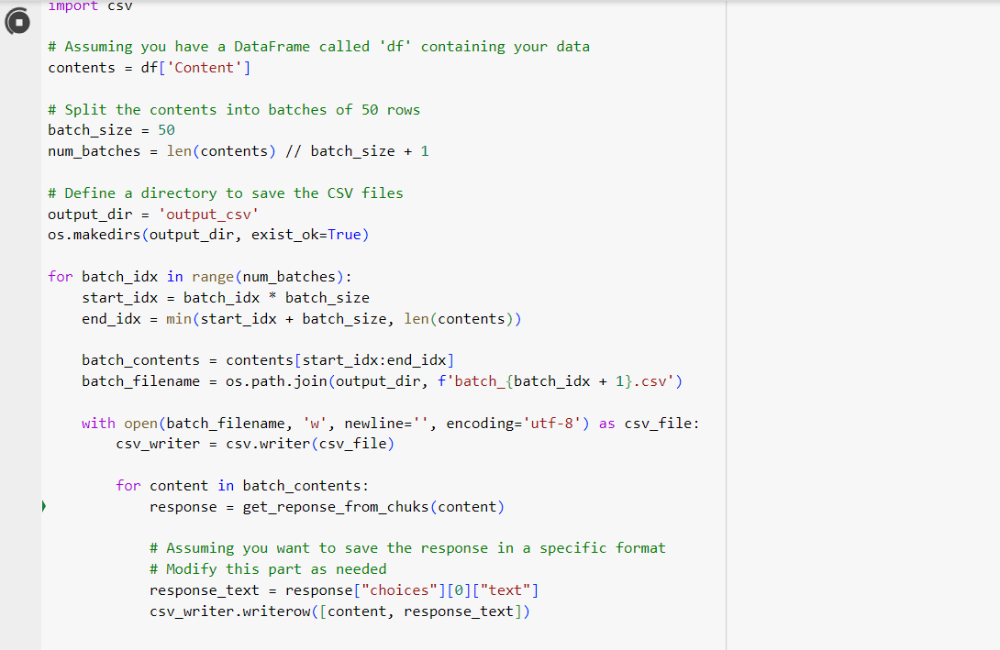 import csv
# Assuming you have a DataFrame called 'df' containing your data
contents = df['Content']
# Split the contents into batches of 50 rows
batch_size = 50
num_batches = len(contents) // batch_size + 1
# Define a directory to save the CSV files
output_dir = 'output_csv'
os.makedirs(output_dir, exist_ok=True)
for batch_idx in range(num_batches):
    start_idx = batch_idx * batch_size
    end_idx = min(start_idx + batch_size, len(contents))
    batch_contents = contents[start_idx:end_idx]
    batch_filename = os.path.join(output_dir, f'batch_{batch_idx + 1}.csv')
    with open(batch_filename, 'w', newline='', encoding='utf-8') as csv_file:
        csv_writer = csv.writer(csv_file)
        for content in batch_contents:
            response = get_reponse_from_chuks(content)
            # Assuming you want to save the response in a specific format
            # Modify this part as needed
            response_text = response["choices"][0]["text"]
            csv_writer.writerow([content, response_text])